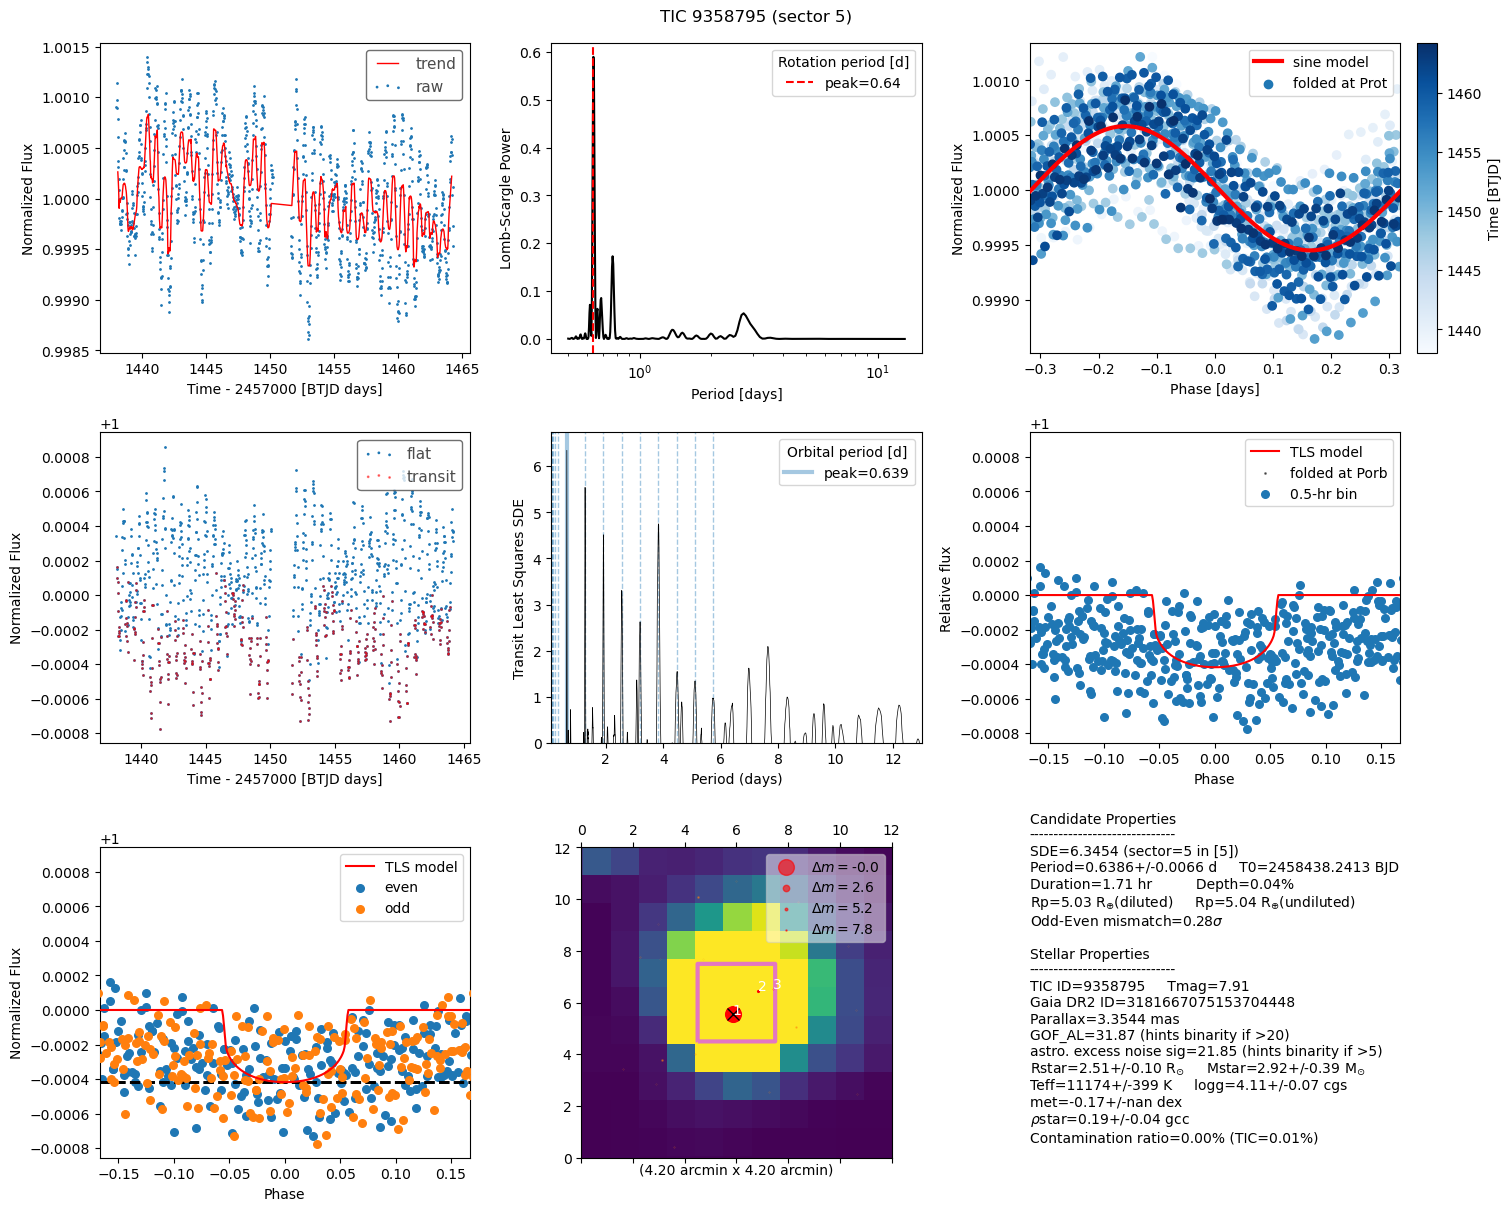 TIC 9358795 (sector 5)
1.0015
1.0010
1.0005
1.0000
0.9995
0.9990
0.9985
Normalized Flux
trend
raw
1440
1445
1450
1455
1460
1465
Time - 2457000 [BTJD days]
0.6
0.5
0.4
0.3
0.2
0.1
0.0
Lomb-Scargle Power
Rotation period [d]
peak=0.64
10⁰
10¹
Period [days]
1.0010
1.0005
1.0000
0.9995
0.9990
Normalized Flux
sine model
folded at Prot
−0.3
−0.2
−0.1
0.0
0.1
0.2
0.3
Phase [days]
1460
1455
1450
1445
1440
Time [BTJD]
+1
0.0008
0.0006
0.0004
0.0002
0.0000
−0.0002
−0.0004
−0.0006
−0.0008
Normalized Flux
flat
transit
1440
1445
1450
1455
1460
1465
Time - 2457000 [BTJD days]
6
5
4
3
2
1
0
Transit Least Squares SDE
Orbital period [d]
peak=0.639
2
4
6
8
10
12
Period (days)
+1
0.0008
0.0006
0.0004
0.0002
0.0000
−0.0002
−0.0004
−0.0006
−0.0008
Relative flux
TLS model
folded at Porb
0.5-hr bin
−0.15
−0.10
−0.05
0.00
0.05
0.10
0.15
Phase
+1
0.0008
0.0006
0.0004
0.0002
0.0000
−0.0002
−0.0004
−0.0006
−0.0008
Normalized Flux
TLS model
even
odd
−0.15
−0.10
−0.05
0.00
0.05
0.10
0.15
Phase
0
2
4
6
8
10
12
12
10
8
6
4
2
0
Δm = -0.0
Δm = 2.6
Δm = 5.2
Δm = 7.8
1
2
3
(4.20 arcmin x 4.20 arcmin)
Candidate Properties
-------------------------------
SDE=6.3454 (sector=5 in [5])
Period=0.6386+/-0.0066 d     T0=2458438.2413 BJD
Duration=1.71 hr          Depth=0.04%
Rp=5.03 R⊕(diluted)     Rp=5.04 R⊕(undiluted)
Odd-Even mismatch=0.28σ
Stellar Properties
-------------------------------
TIC ID=9358795     Tmag=7.91
Gaia DR2 ID=3181667075153704448
Parallax=3.3544 mas
GOF_AL=31.87 (hints binarity if >20)
astro. excess noise sig=21.85 (hints binarity if >5)
Rstar=2.51+/-0.10 R⊙     Mstar=2.92+/-0.39 M⊙
Teff=11174+/-399 K     logg=4.11+/-0.07 cgs
met=-0.17+/-nan dex
ρstar=0.19+/-0.04 gcc
Contamination ratio=0.00% (TIC=0.01%)